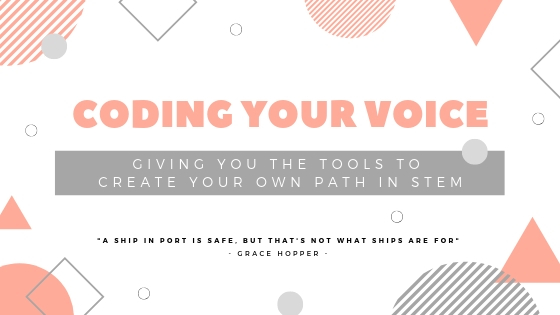 CODING YOUR VOICE
GIVING YOU THE TOOLS TO
CREATE YOUR OWN PATH IN STEM
"A SHIP IN PORT IS SAFE, BUT THAT'S NOT WHAT SHIPS ARE FOR"
- GRACE HOPPER -